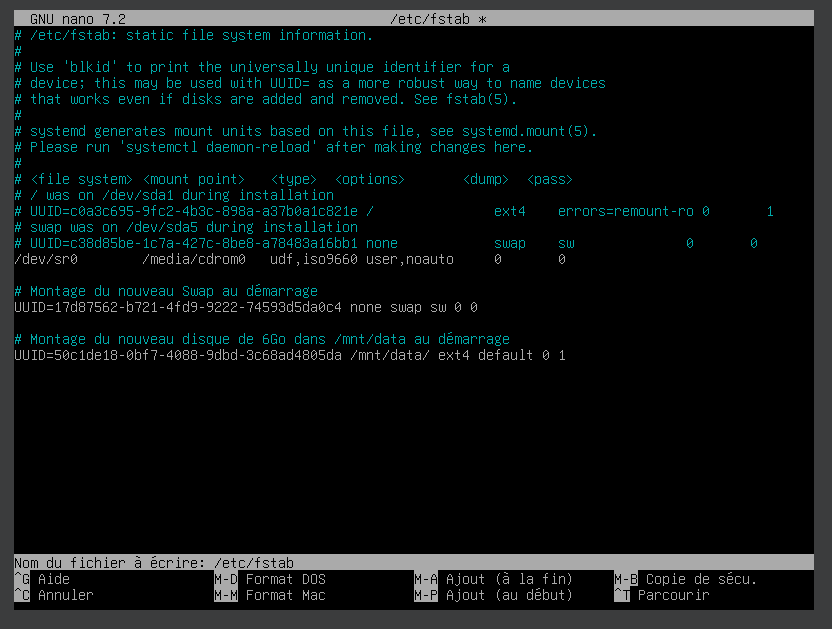 GNU nano 7.2 /etc/fstab *
# /etc/fstab: static file system information.
#
# Use 'blkid' to print the universally unique identifier for a
# device; this may be used with UUID= as a more robust way to name devices
# that works even if disks are added and removed. See fstab(5).
#
# systemd generates mount units based on this file, see systemd.mount(5).
# Please run 'systemctl daemon-reload' after making changes here.
#
# <file system> <mount point> <type> <options> <dump> <pass>
# / was on /dev/sda1 during installation
# UUID=c0a3c695-9fc2-4b3c-898a-a37b0a1c821e / ext4 errors=remount-ro 0 1
# swap was on /dev/sda5 during installation
# UUID=c38d85be-1c7a-427c-8be8-a78483a16bb1 none swap sw 0 0
/dev/sr0 /media/cdrom0 udf,iso9660 user,noauto 0 0
# Montage du nouveau Swap au démarrage
UUID=17d87562-b721-4fd9-9222-74593d5da0c4 none swap sw 0 0
# Montage du nouveau disque de 6Go dans /mnt/data au démarrage
UUID=50c1de18-0bf7-4088-9dbd-3c68ad4805da /mnt/data/ ext4 default 0 1
Nom du fichier à écrire: /etc/fstab
^G Aide M-D Format DOS M-A Ajout (à la fin) M-B Copie de sécu.
^C Annuler M-M Format Mac M-P Ajout (au début) ^T Parcourir